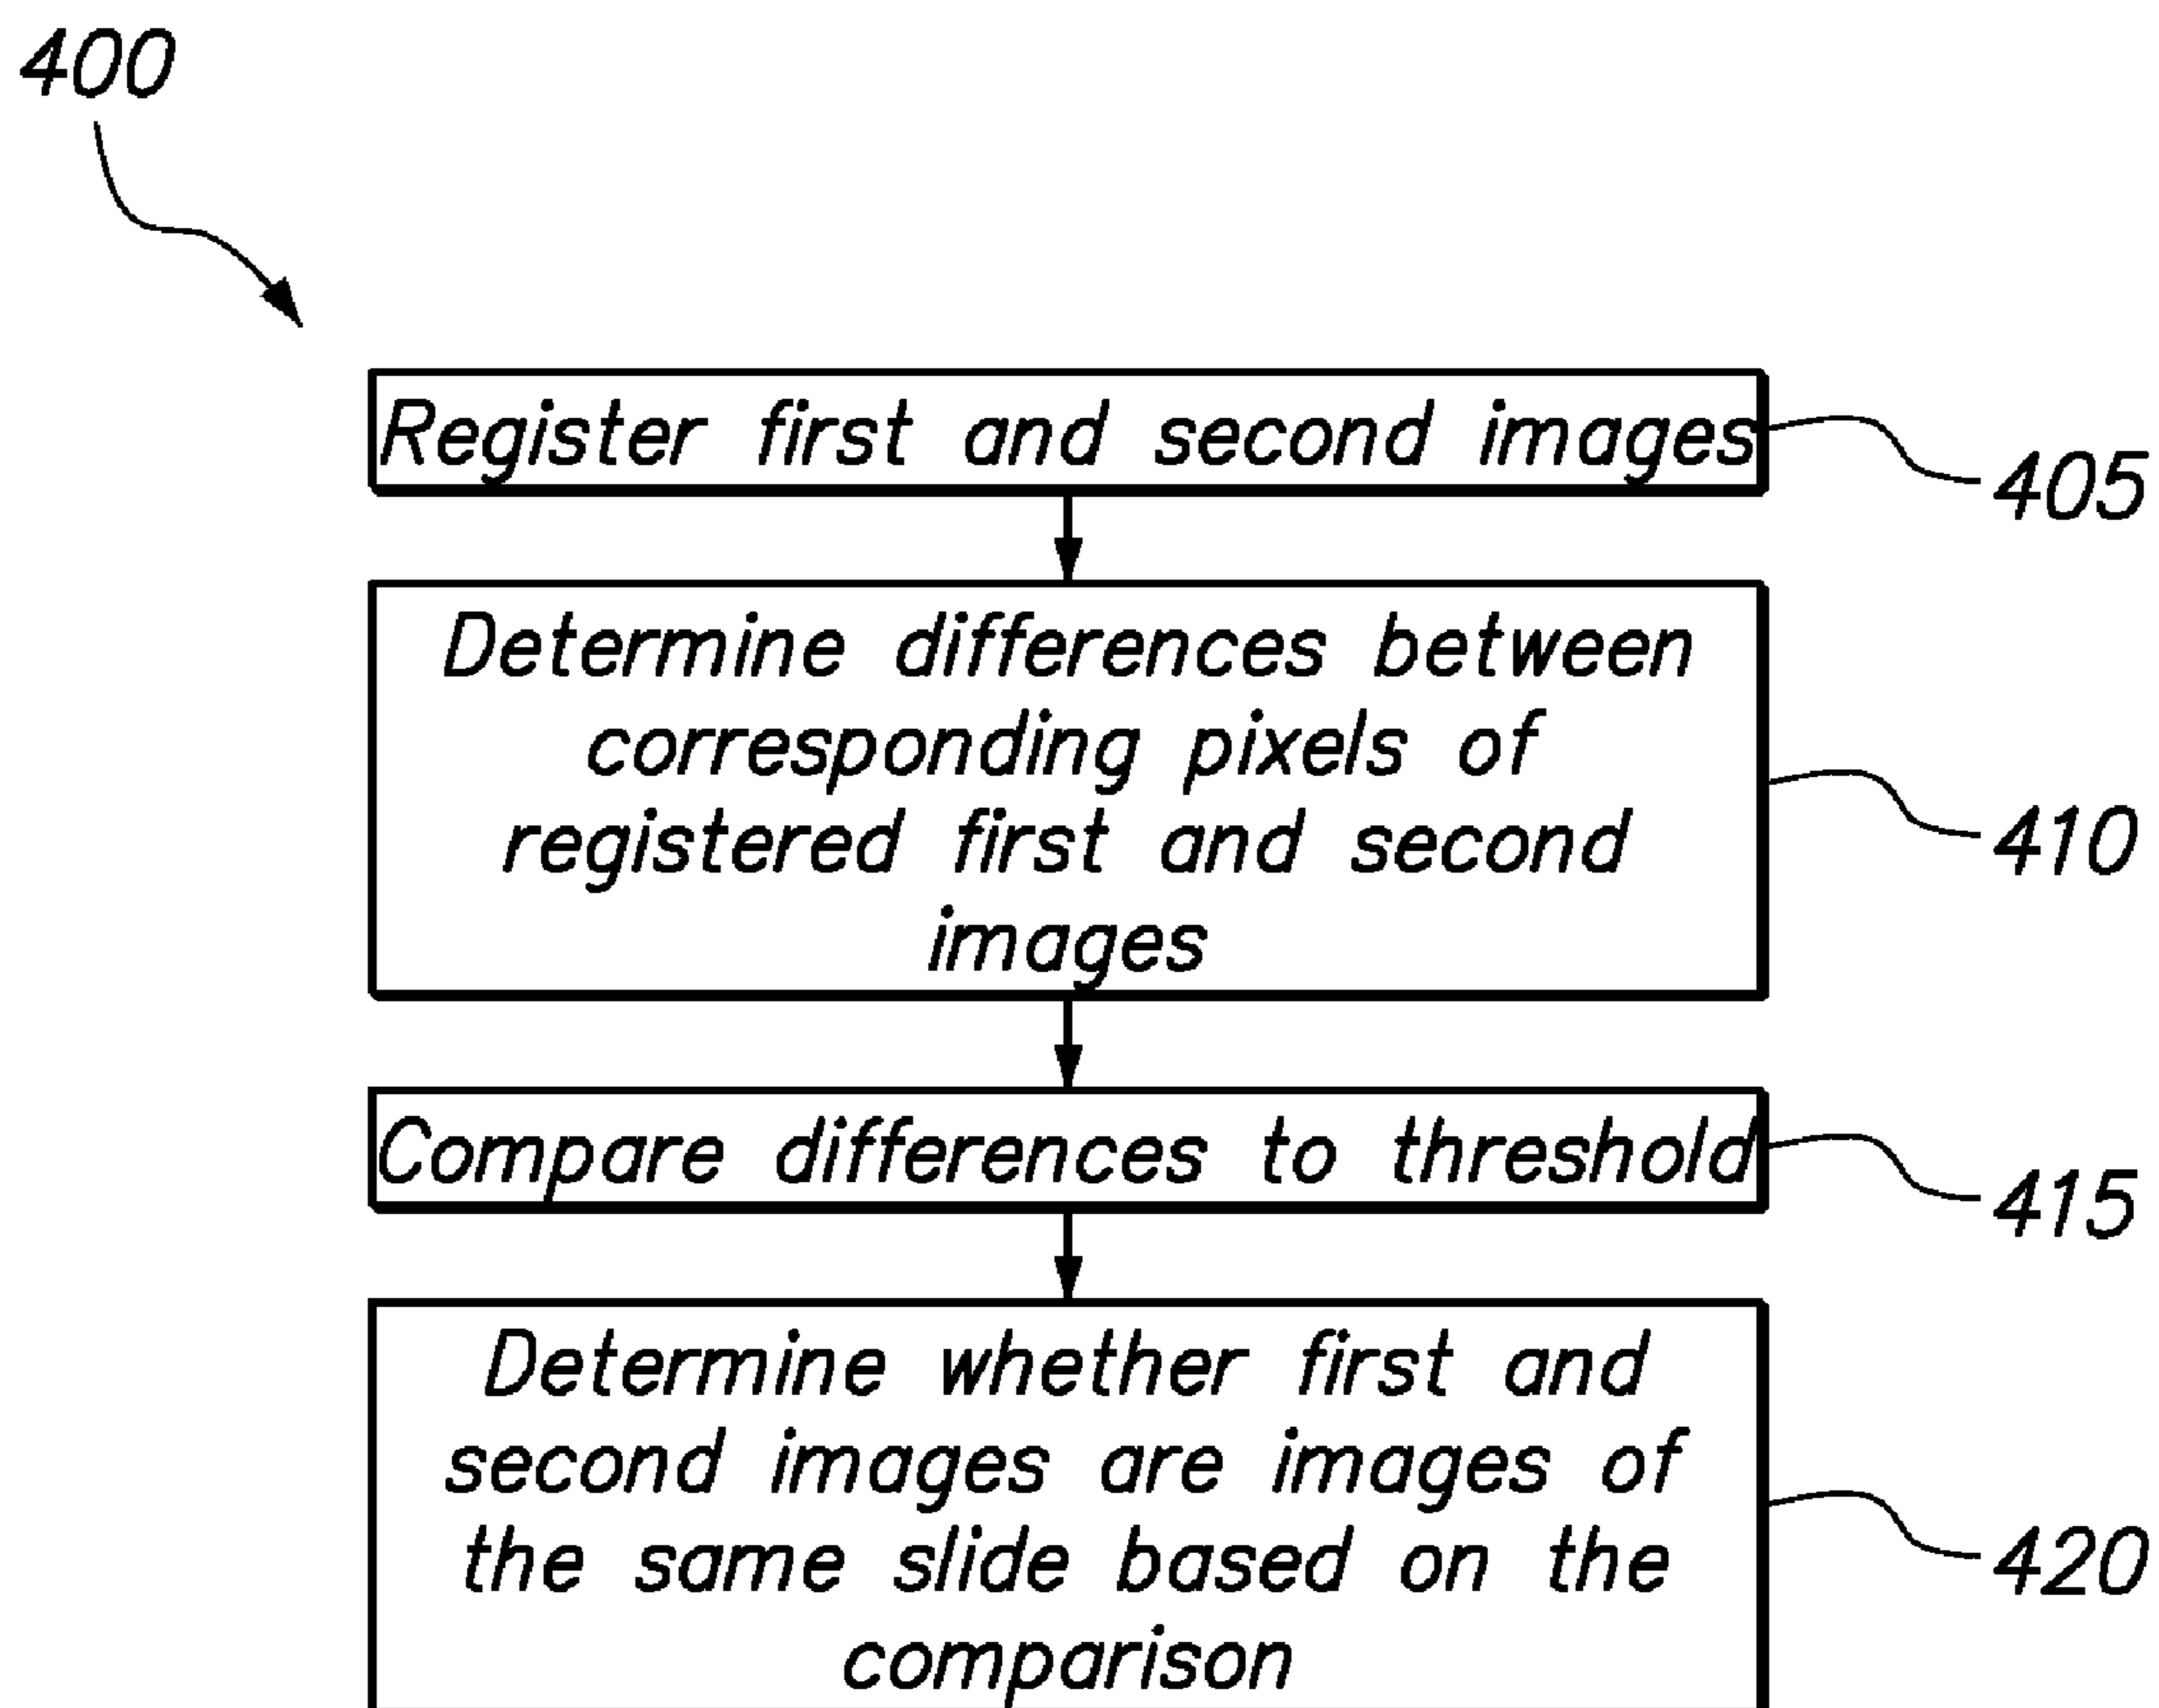 400
Register first and second images
405
Determine differences between
corresponding pixels of
registered first and second
images
410
Compare differences to threshold
415
Determine whether first and
second images are images of
the same slide based on the
comparison
420